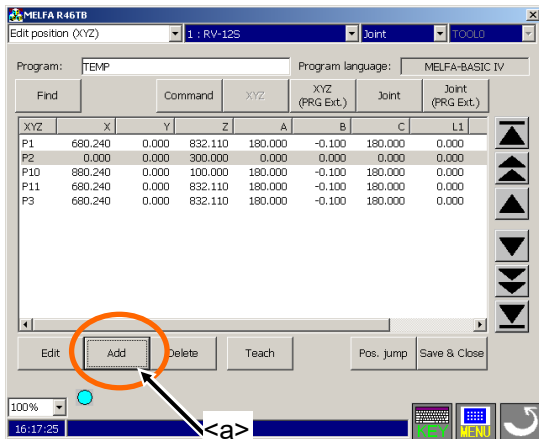 MELFA R46TB
Edit position (XYZ) 1 : RV-12S Joint TOOL0
Program: TEMP Program language: MELFA-BASIC IV
Find Command XYZ XYZ (PRG Ext.) Joint Joint (PRG Ext.)
XYZ X Y Z A B C L1
P1 680.240 0.000 832.110 180.000 -0.100 180.000 0.000
P2 0.000 0.000 300.000 0.000 0.000 0.000 0.000
P10 880.240 0.000 100.000 180.000 -0.100 180.000 0.000
P11 680.240 0.000 832.110 180.000 -0.100 180.000 0.000
P3 680.240 0.000 832.110 180.000 -0.100 180.000 0.000
Edit Add Delete Teach Pos. jump Save & Close
100%
16:17:25 <a> KEY MENU